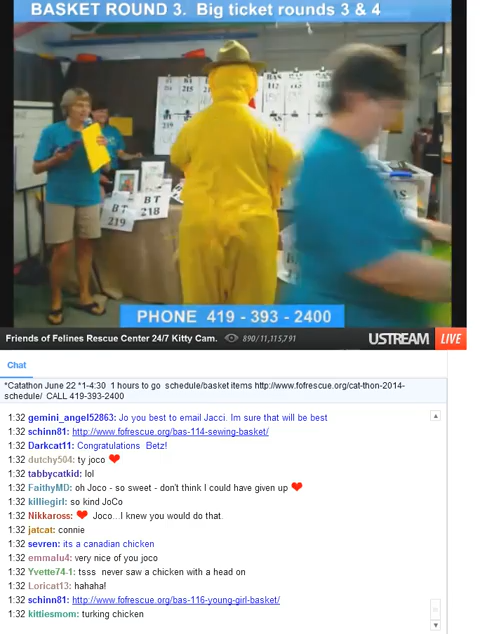 BASKET ROUND 3. Big ticket rounds 3 & 4
BT
219
BT
218
219
PHONE 419 - 393 - 2400
Friends of Felines Rescue Center 24/7 Kitty Cam. 890/11,115,791 USTREAM LIVE
Chat
*Catathon June 22 *1-4:30 1 hours to go schedule/basket items http://www.fofrescue.org/cat-thon-2014-
schedule/ CALL 419-393-2400
1:32 gemini_angel52863: Jo you best to email Jacci. Im sure that will be best
1:32 schinn81: http://www.fofrescue.org/bas-114-sewing-basket/
1:32 Darkcat11: Congratulations Betz!
1:32 dutchy504: ty joco ❤
1:32 tabbycatkid: lol
1:32 FaithyMD: oh Joco - so sweet - don't think I could have given up ❤
1:32 killiegirl: so kind JoCo
1:32 Nikkaross: ❤ Joco...I knew you would do that.
1:32 jatcat: connie
1:32 sevren: its a canadian chicken
1:32 emmalu4: very nice of you joco
1:32 Yvette74-1: tsss never saw a chicken with a head on
1:32 Loricat13: hahaha!
1:32 schinn81: http://www.fofrescue.org/bas-116-young-girl-basket/
1:32 kittiesmom: turking chicken